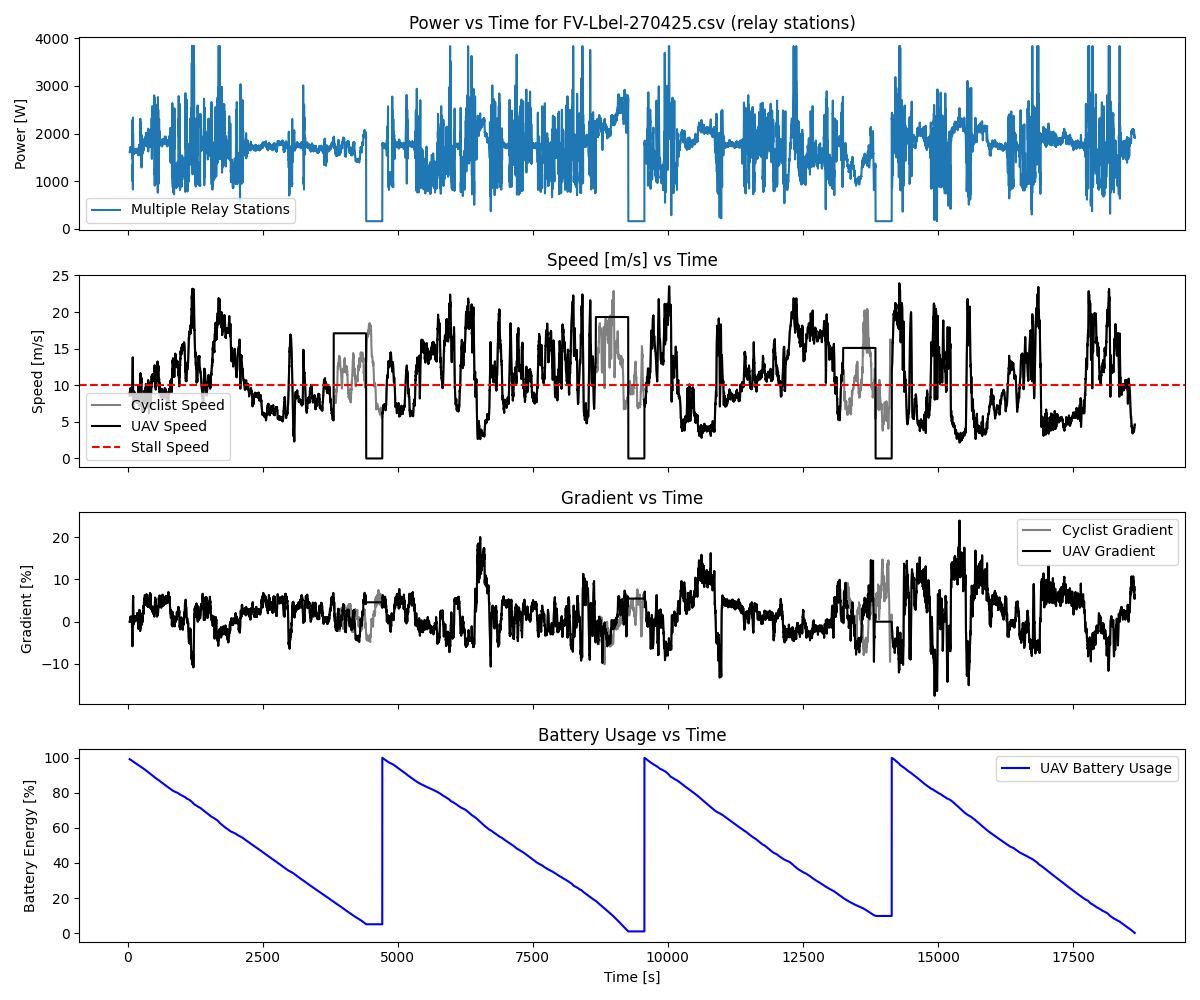 Power vs Time for FV-Lbel-270425.csv (relay stations)
4000
3000
2000
1000
0
Power [W]
Multiple Relay Stations
Speed [m/s] vs Time
25
20
15
10
5
0
Speed [m/s]
Cyclist Speed
UAV Speed
Stall Speed
Gradient vs Time
20
10
0
−10
Gradient [%]
Cyclist Gradient
UAV Gradient
Battery Usage vs Time
100
80
60
40
20
0
Battery Energy [%]
UAV Battery Usage
0 2500 5000 7500 10000 12500 15000 17500
Time [s]